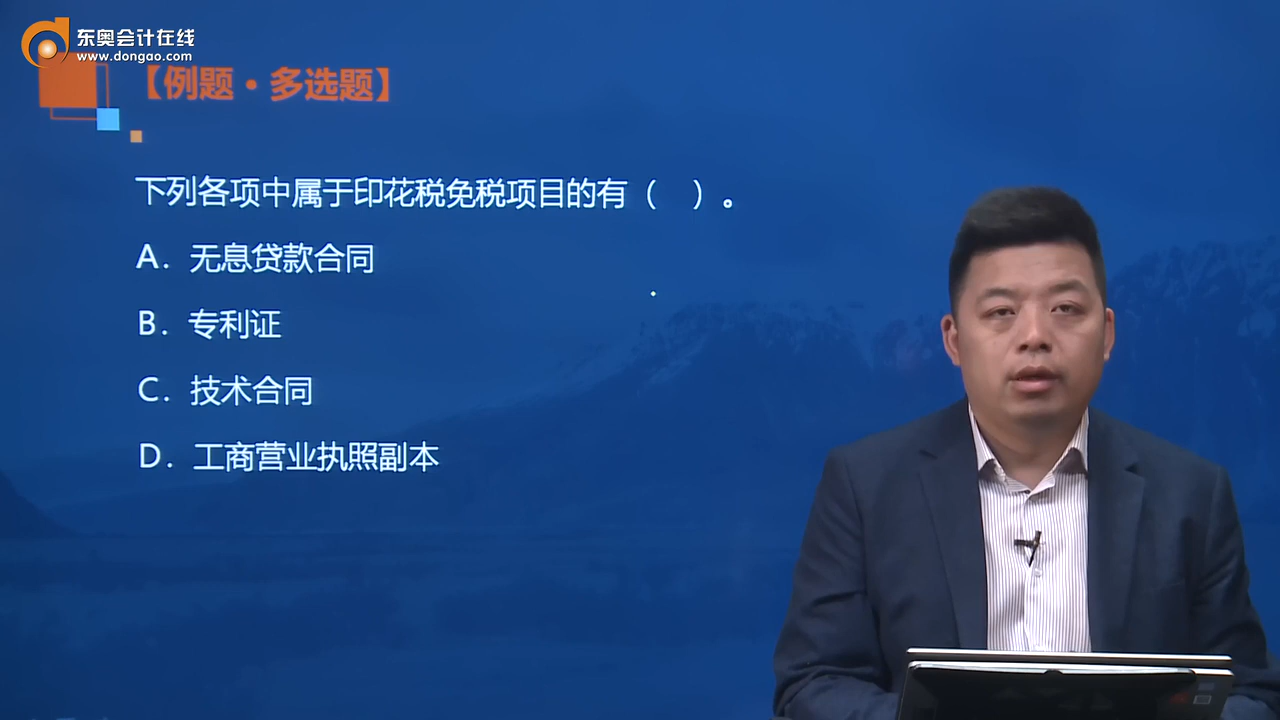 东奥会计在线
www.dongao.com
【例题·多选题】
下列各项中属于印花税免税项目的有（ ）。
A．无息贷款合同
B．专利证
C．技术合同
D．工商营业执照副本